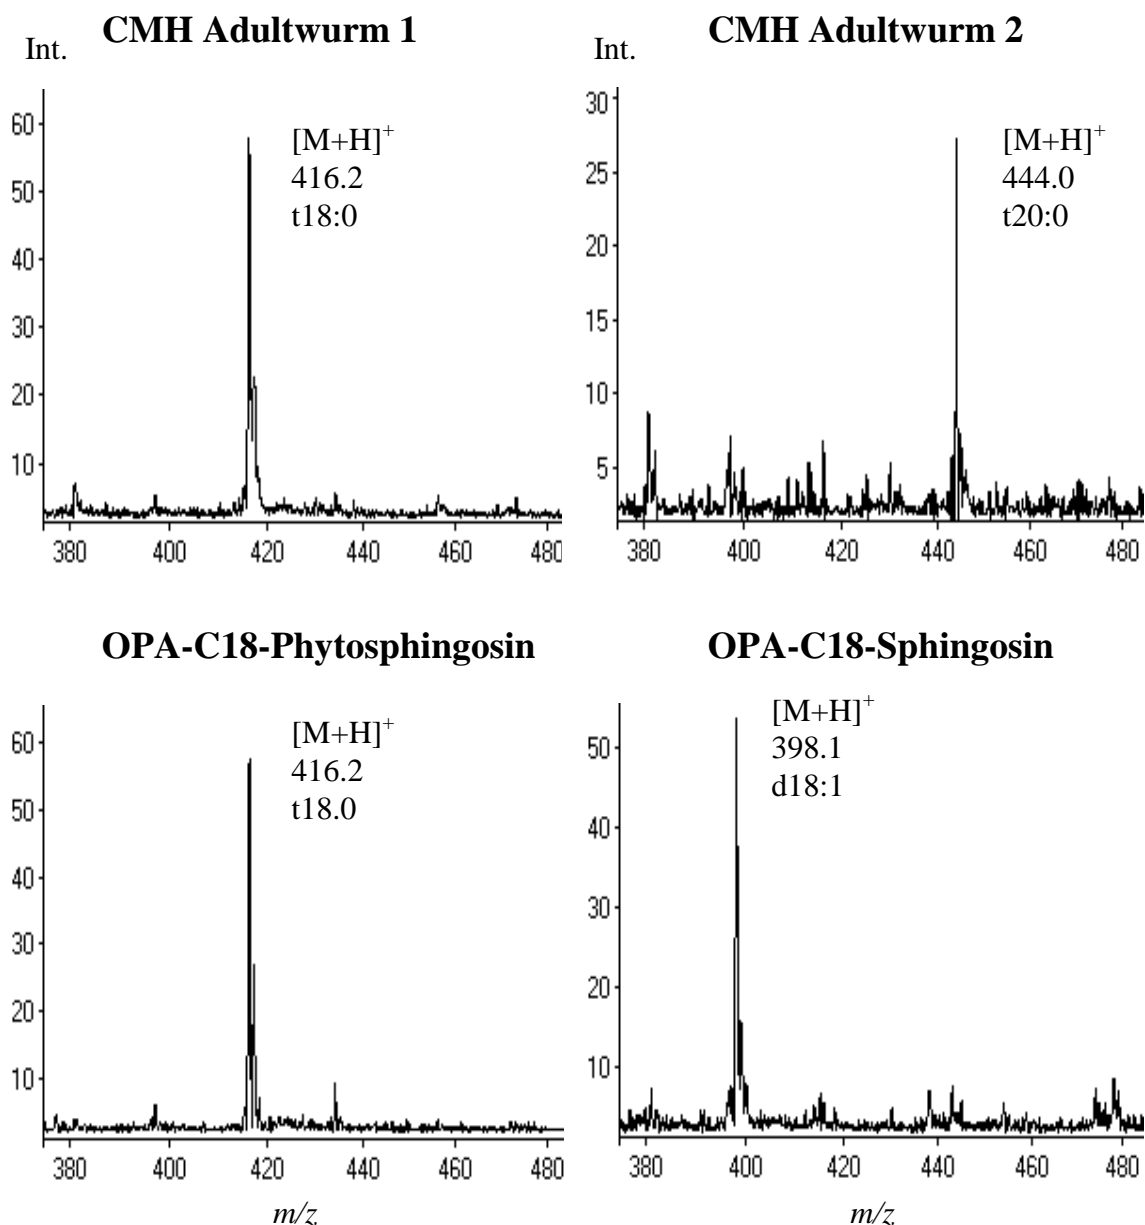 CMH Adultwurm 1
Int.
[M+H]+
416.2
t18:0
60
50
40
30
20
10
380 400 420 440 460 480
CMH Adultwurm 2
Int.
[M+H]+
444.0
t20:0
30
25
20
15
10
5
380 400 420 440 460 480
OPA-C18-Phytosphingosin
[M+H]+
416.2
t18.0
60
50
40
30
20
10
380 400 420 440 460 480
m/z
OPA-C18-Sphingosin
[M+H]+
398.1
d18:1
50
40
30
20
10
380 400 420 440 460 480
m/z